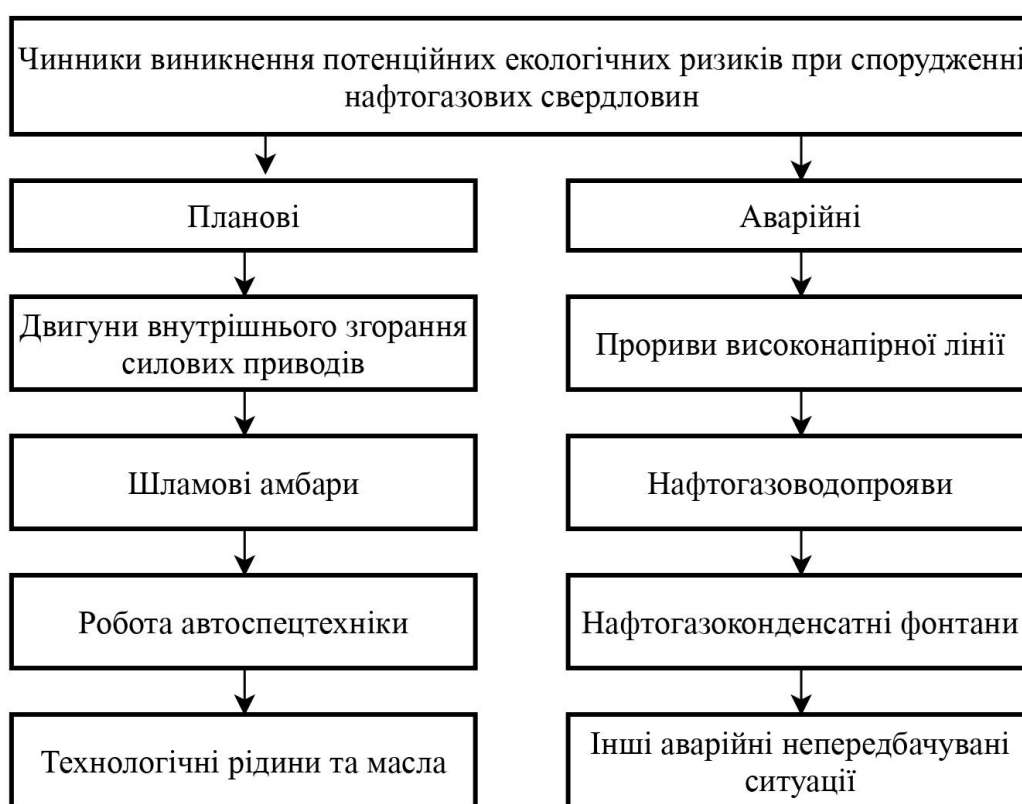 Чинники виникнення потенційних екологічних ризиків при спорудженні
нафтогазових свердловин
Планові
Аварійні
Двигуни внутрішнього згорання
силових приводів
Прориви високонапірної лінії
Шламові амбари
Нафтогазоводопрояви
Робота автоспецтехніки
Нафтогазоконденсатні фонтани
Технологічні рідини та масла
Інші аварійні непередбачувані
ситуації